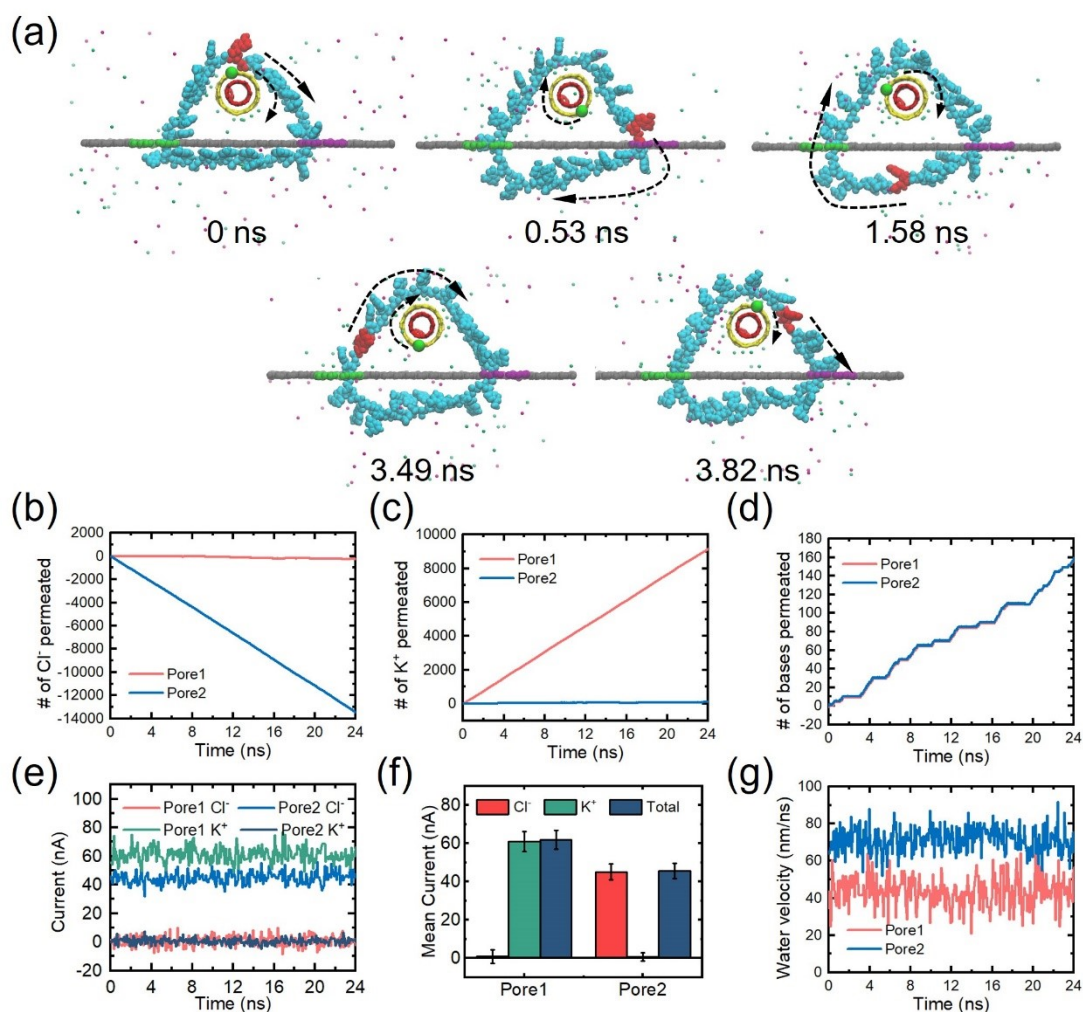 (a)
0 ns
0.53 ns
1.58 ns
3.49 ns
3.82 ns
(b)
# of Cl⁻ permeated
2000
0
-2000
-4000
-6000
-8000
-10000
-12000
-14000
Pore1
Pore2
0 4 8 12 16 20 24
Time (ns)
(c)
# of K⁺ permeated
10000
8000
6000
4000
2000
0
Pore1
Pore2
0 4 8 12 16 20 24
Time (ns)
(d)
# of bases permeated
180
160
140
120
100
80
60
40
20
0
-20
Pore1
Pore2
0 4 8 12 16 20 24
Time (ns)
(e)
Current (nA)
100
80
60
40
20
0
-20
Pore1 Cl⁻ Pore2 Cl⁻
Pore1 K⁺ Pore2 K⁺
0 4 8 12 16 20 24
Time (ns)
(f)
Mean Current (nA)
80
60
40
20
0
Cl⁻ K⁺ Total
Pore1 Pore2
(g)
Water velocity (nm/ns)
100
80
60
40
20
0
Pore1
Pore2
0 4 8 12 16 20 24
Time (ns)